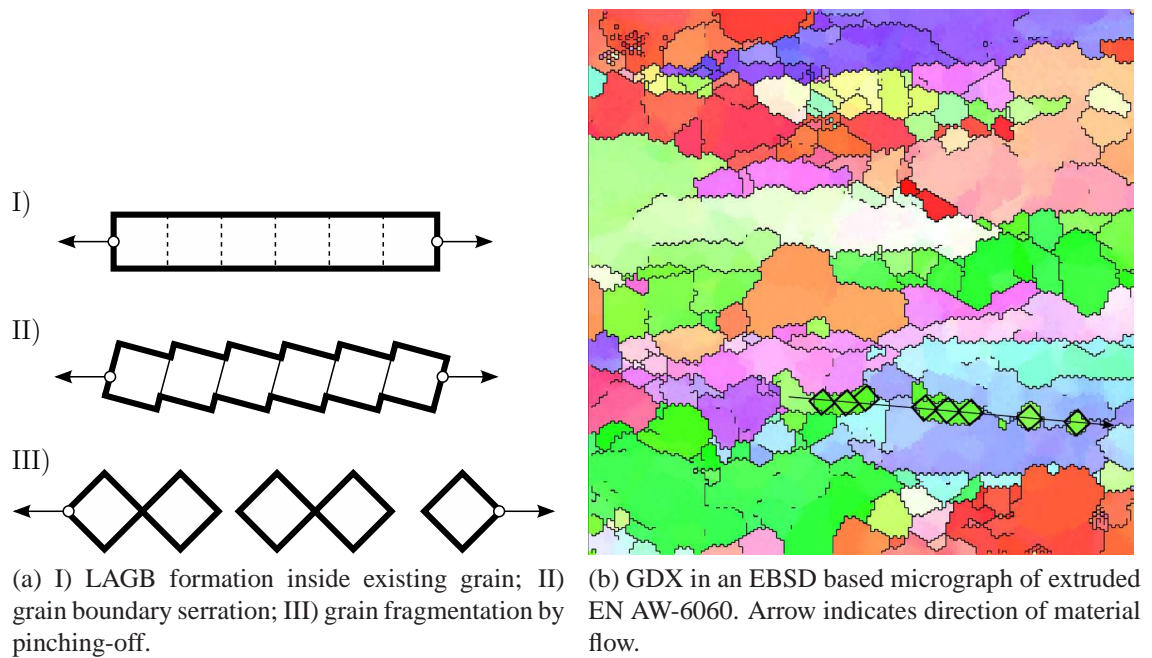 I)
II)
III)
(a) I) LAGB formation inside existing grain; II)
grain boundary serration; III) grain fragmentation by
pinching-off.
(b) GDX in an EBSD based micrograph of extruded
EN AW-6060. Arrow indicates direction of material
flow.